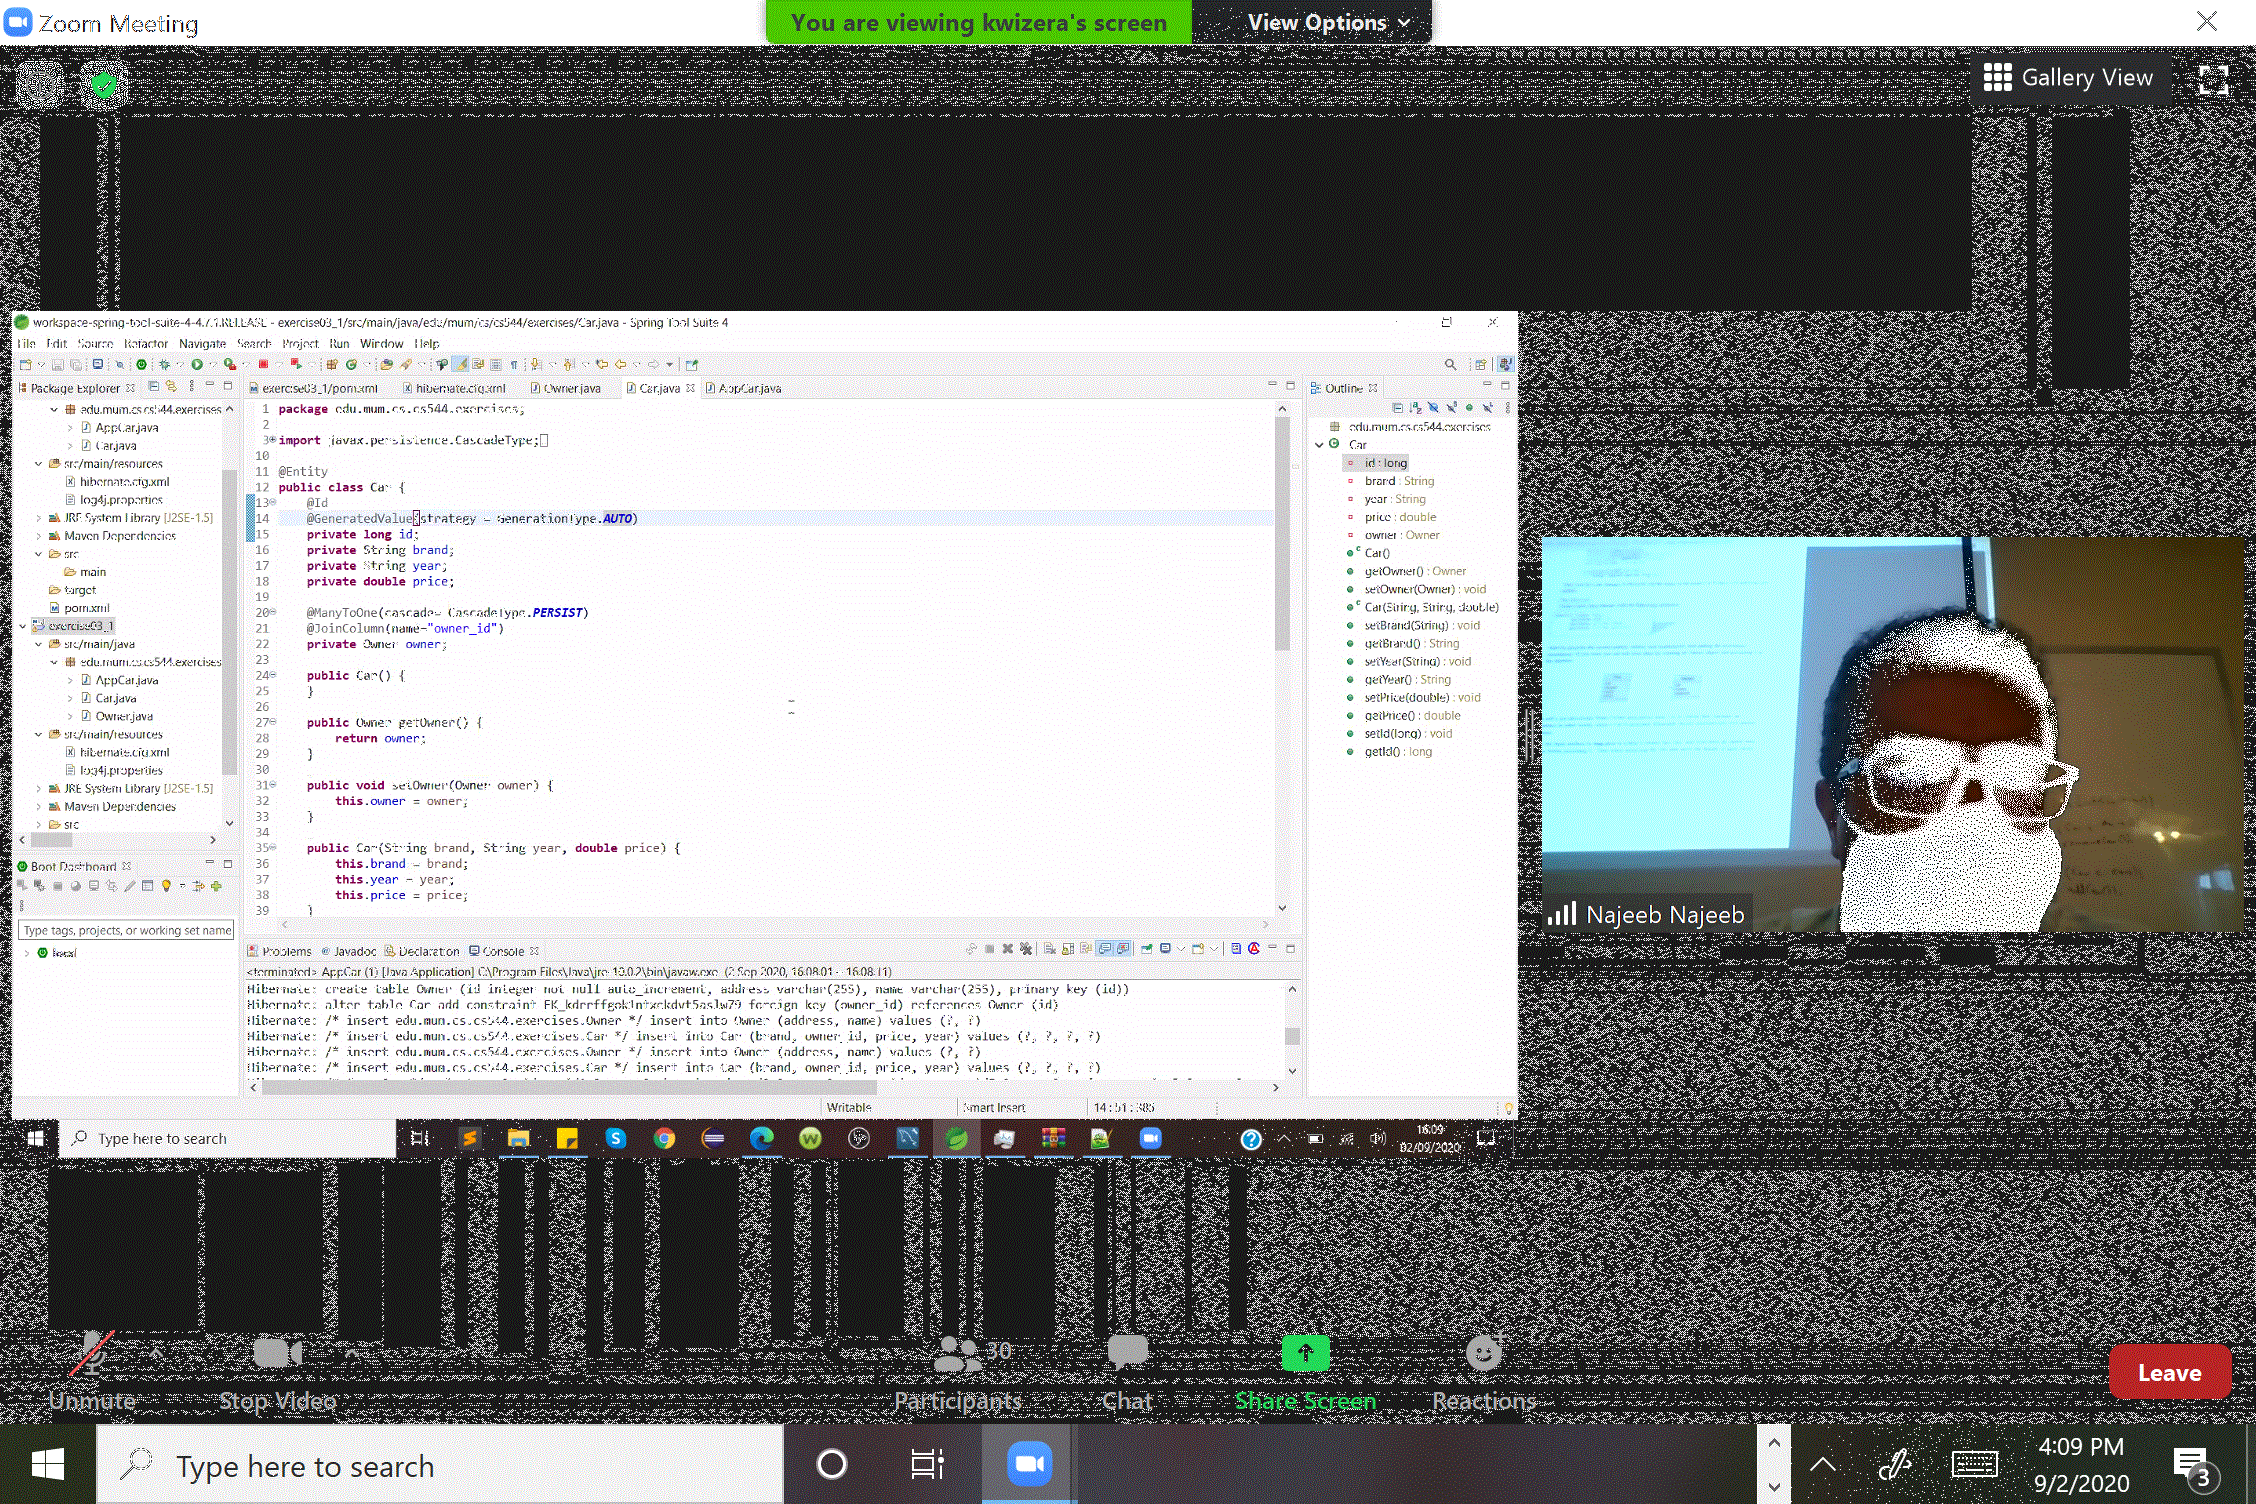 Zoom Meeting
You are viewing kwizera's screen
View Options
Gallery View
workspace-spring-tool-suite-4-4.7.1.RELEASE - exercise03_1/src/main/java/edu/mum/cs/cs544/exercises/Car.java - Spring Tool Suite 4
File Edit Source Refactor Navigate Search Project Run Window Help
Package Explorer
edu.mum.cs.cs544.exercises
AppCar.java
Car.java
src/main/resources
hibernate.cfg.xml
log4j.properties
JRE System Library [J2SE-1.5]
Maven Dependencies
src
main
target
pom.xml
exercise03_1
src/main/java
edu.mum.cs.cs544.exercises
AppCar.java
Car.java
Owner.java
src/main/resources
hibernate.cfg.xml
log4j.properties
JRE System Library [J2SE-1.5]
Maven Dependencies
src
Boot Dashboard
Type tags, projects, or working set name
local
exercise03_1/pom.xml hibernate.cfg.xml Owner.java Car.java AppCar.java
1 package edu.mum.cs.cs544.exercises;
2
3 import javax.persistence.CascadeType;
10
11 @Entity
12 public class Car {
13 @Id
14 @GeneratedValue(strategy = GenerationType.AUTO)
15 private long id;
16 private String brand;
17 private String year;
18 private double price;
19
20 @ManyToOne(cascade= CascadeType.PERSIST)
21 @JoinColumn(name="owner_id")
22 private Owner owner;
23
24 public Car() {
25 }
26
27 public Owner getOwner() {
28 return owner;
29 }
30
31 public void setOwner(Owner owner) {
32 this.owner = owner;
33 }
34
35 public Car(String brand, String year, double price) {
36 this.brand = brand;
37 this.year = year;
38 this.price = price;
39 }
Outline
edu.mum.cs.cs544.exercises
Car
id : long
brand : String
year : String
price : double
owner : Owner
Car()
getOwner() : Owner
setOwner(Owner) : void
Car(String, String, double)
setBrand(String) : void
getBrand() : String
setYear(String) : void
getYear() : String
setPrice(double) : void
getPrice() : double
setId(long) : void
getId() : long
Problems Javadoc Declaration Console
<terminated> AppCar (1) [Java Application] C:\Program Files\Java\jre-10.0.2\bin\javaw.exe (2 Sep 2020, 16:08:01 – 16:08:11)
Hibernate: create table Owner (id integer not null auto_increment, address varchar(255), name varchar(255), primary key (id))
Hibernate: alter table Car add constraint foreign key (owner_id) references Owner (id)
Hibernate: /* insert edu.mum.cs.cs544.exercises.Owner */ insert into Owner (address, name) values (?, ?)
Hibernate: /* insert edu.mum.cs.cs544.exercises.Car */ insert into Car (brand, owner_id, price, year) values (?, ?, ?, ?)
Hibernate: /* insert edu.mum.cs.cs544.exercises.Owner */ insert into Owner (address, name) values (?, ?)
Hibernate: /* insert edu.mum.cs.cs544.exercises.Car */ insert into Car (brand, owner_id, price, year) values (?, ?, ?, ?)
Writable Smart Insert 14 : 51 : 385
Type here to search
16:09
02/09/2020
Najeeb Najeeb
Unmute
Stop Video
30
Participants
Chat
Share Screen
Reactions
Leave
Type here to search
4:09 PM
9/2/2020
3